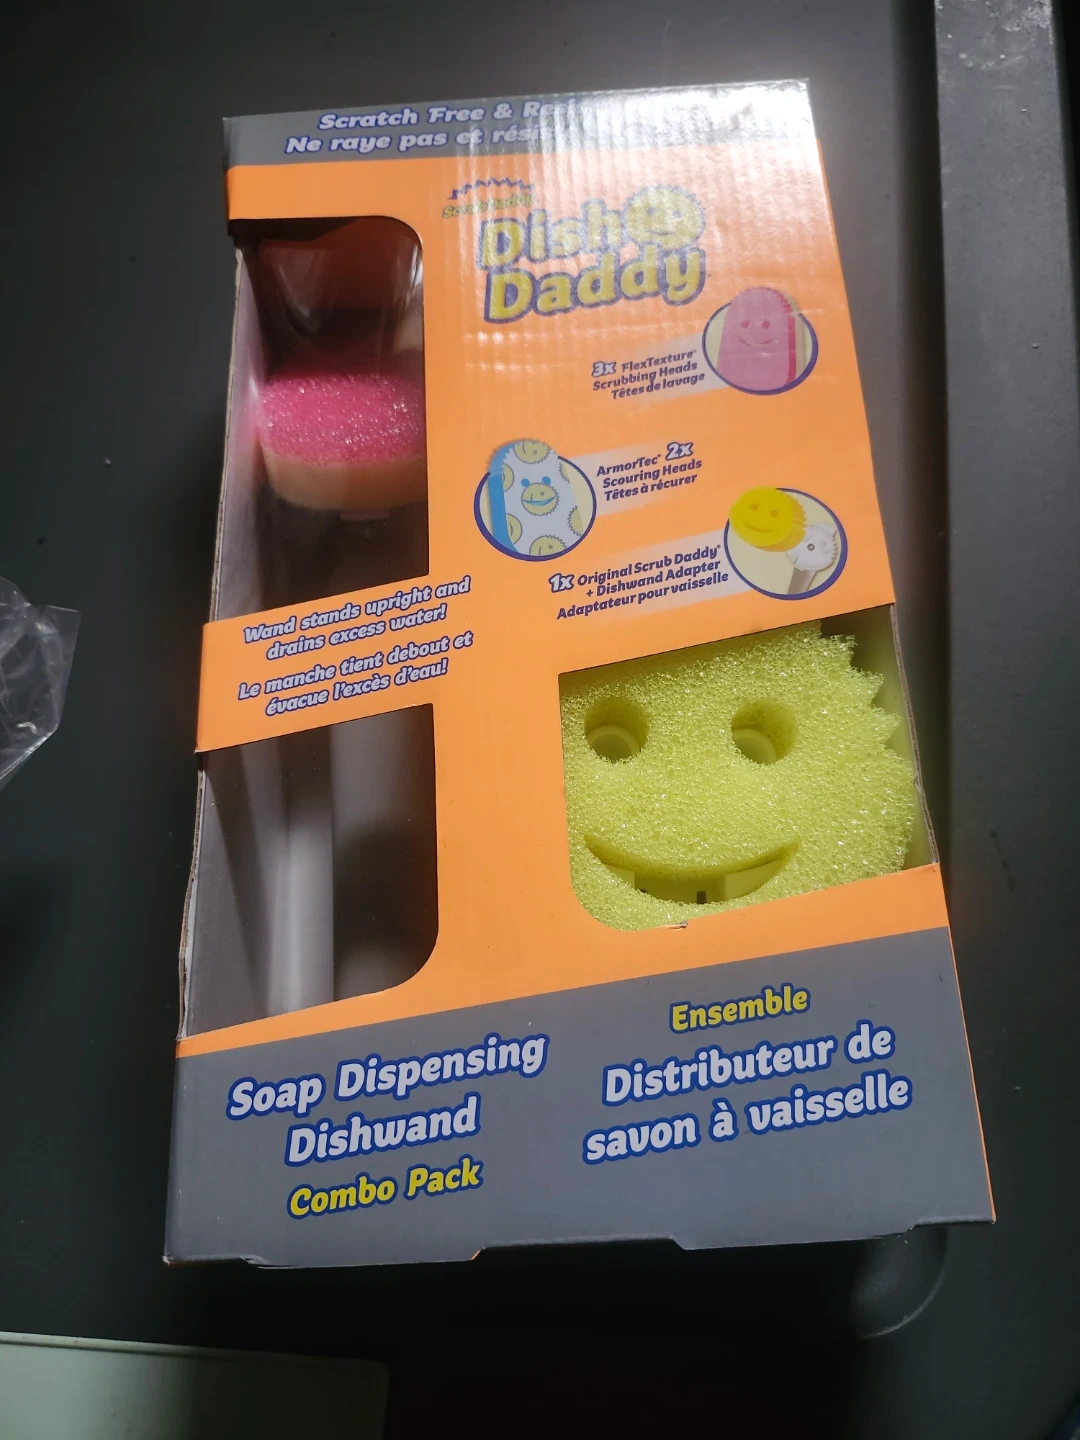 Scratch Free &
Ne raye pas et
Scrub Daddy
Dish
Daddy
3x FlexTexture®
Scrubbing Heads
Têtes de lavage
ArmorTec® 2x
Scouring Heads
Têtes à récurer
1x Original Scrub Daddy®
+ Dishwand Adapter
Adaptateur pour vaisselle
Wand stands upright and
drains excess water!
Le manche tient debout et
évacue l'excès d'eau!
Soap Dispensing
Dishwand
Combo Pack
Ensemble
Distributeur de
savon à vaisselle